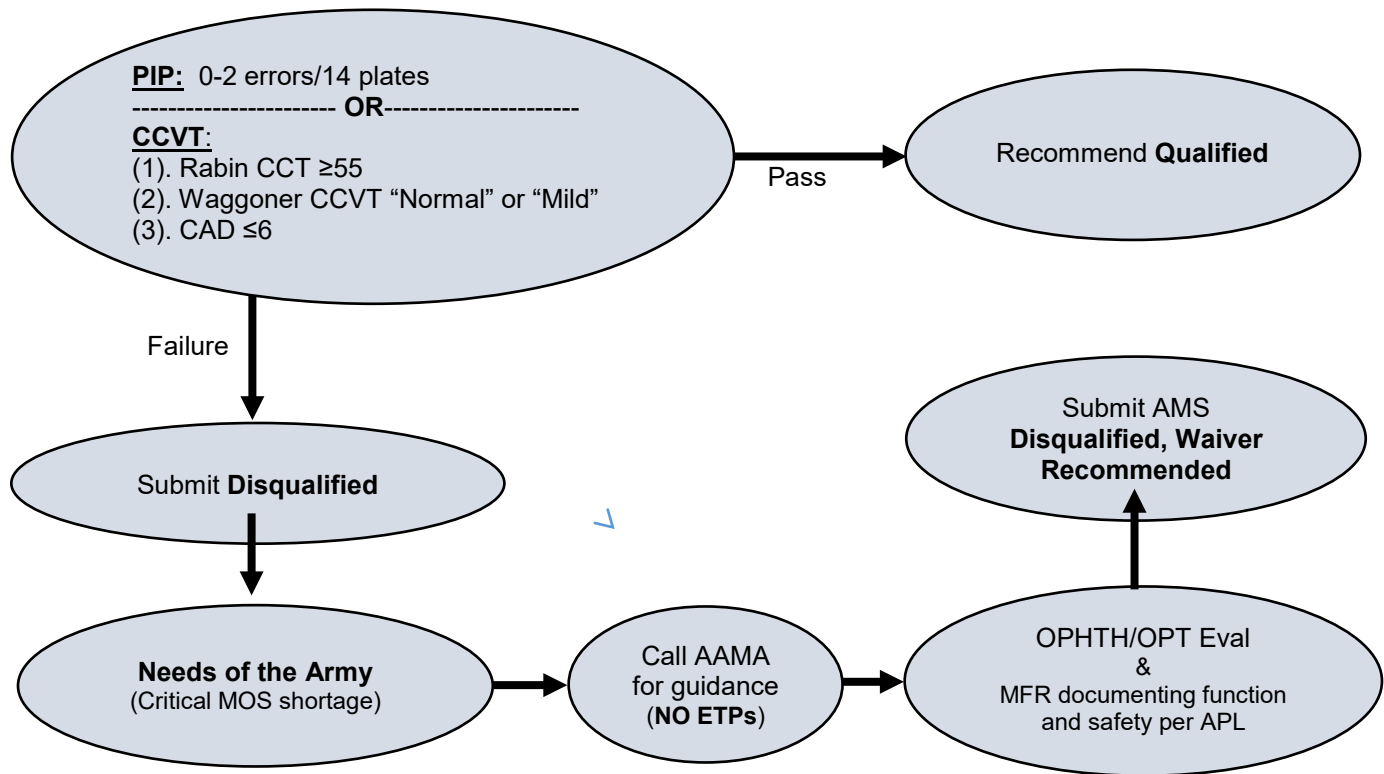 PIP: 0-2 errors/14 plates
----------------------- OR----------------------
CCVT:
(1). Rabin CCT ≥55
(2). Waggoner CCVT “Normal” or “Mild”
(3). CAD ≤6
Pass
Recommend Qualified
Failure
Submit Disqualified
Needs of the Army
(Critical MOS shortage)
Call AAMA
for guidance
(NO ETPs)
OPHTH/OPT Eval
&
MFR documenting function
and safety per APL
Submit AMS
Disqualified, Waiver
Recommended